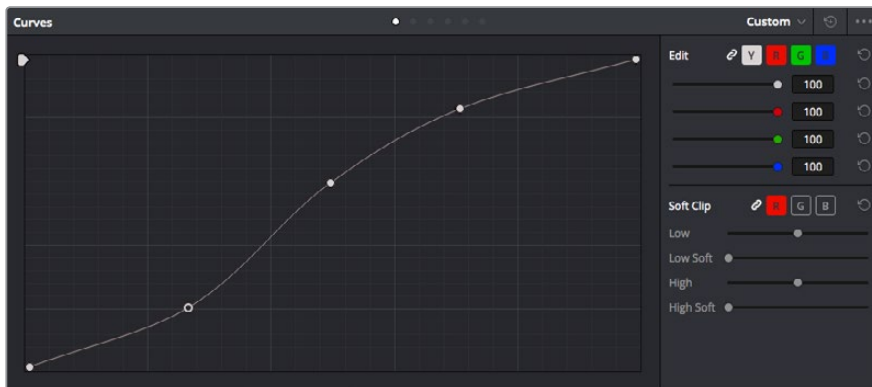 Curves
Custom
Edit Y R G B
100
100
100
100
Soft Clip R G B
Low
Low Soft
High
High Soft